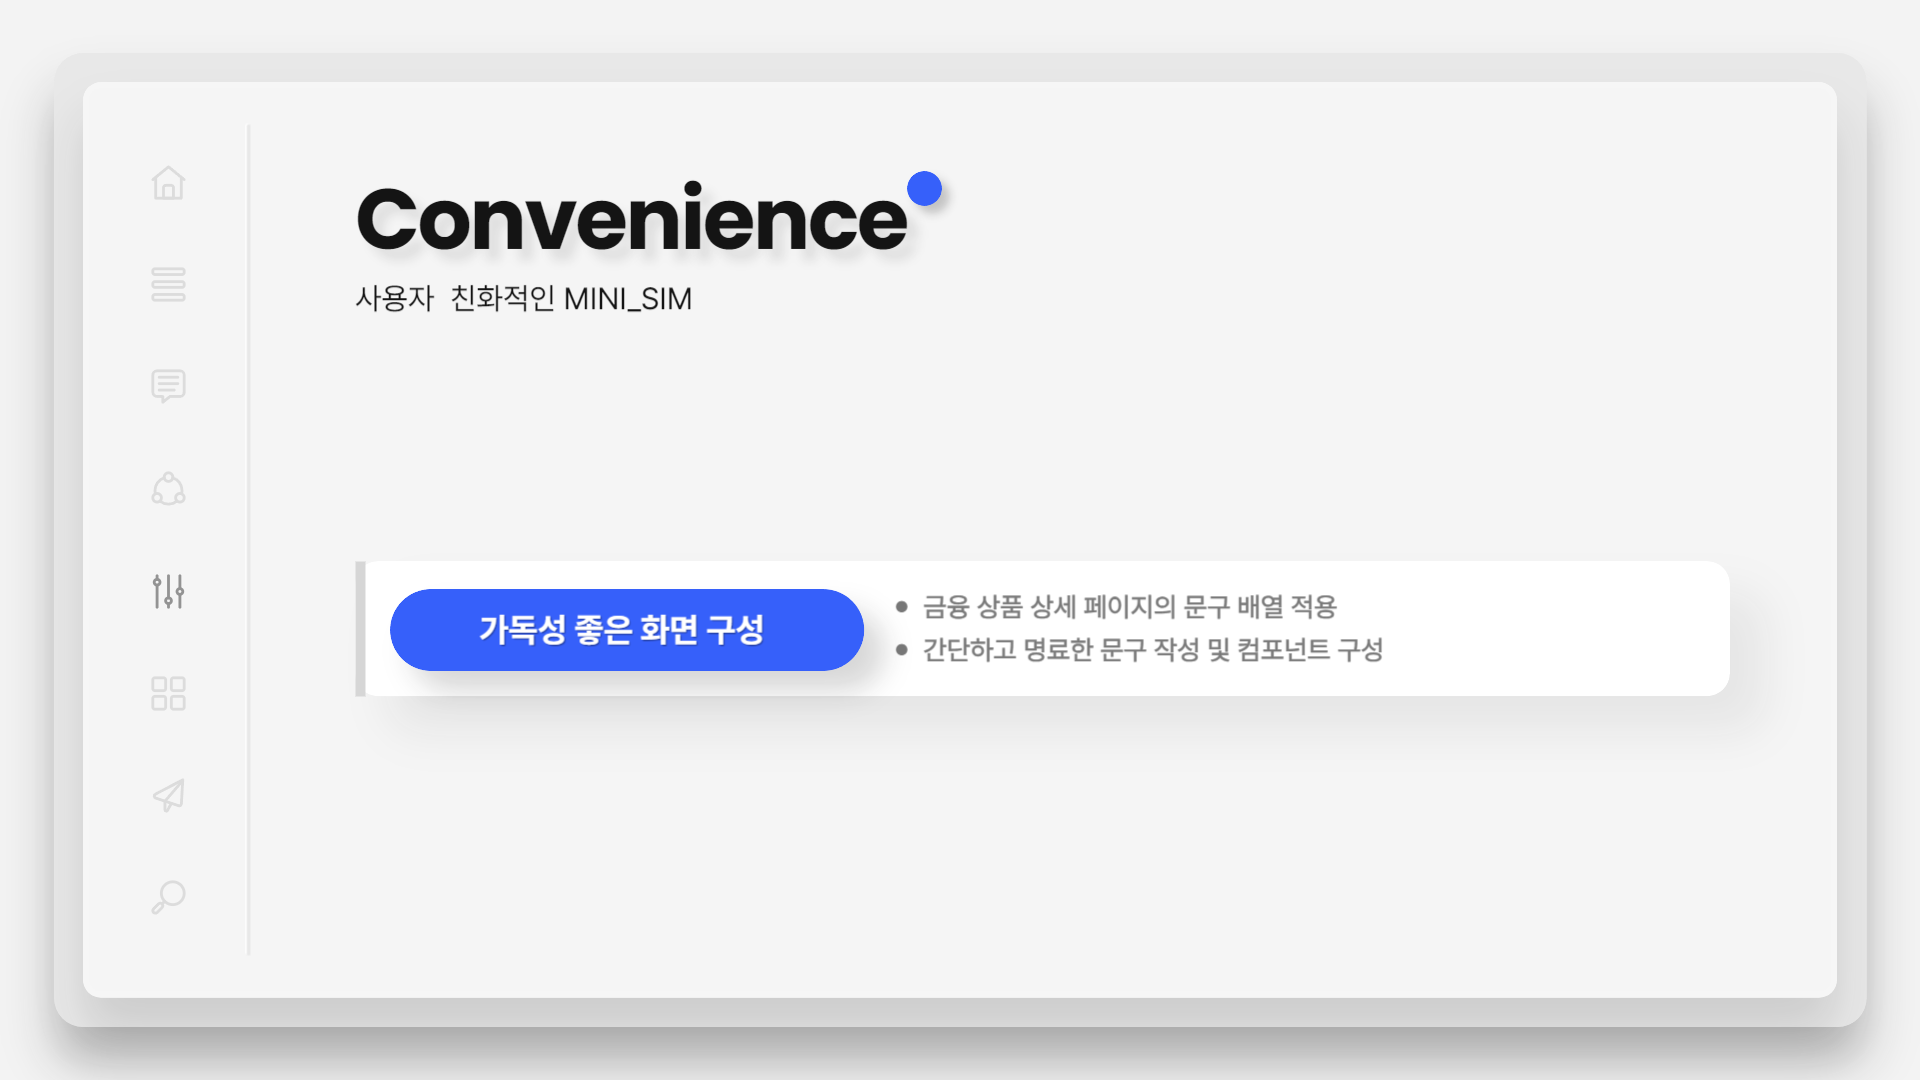 Convenience
사용자 친화적인 MINI_SIM
가독성 좋은 화면 구성
• 금융 상품 상세 페이지의 문구 배열 적용
• 간단하고 명료한 문구 작성 및 컴포넌트 구성